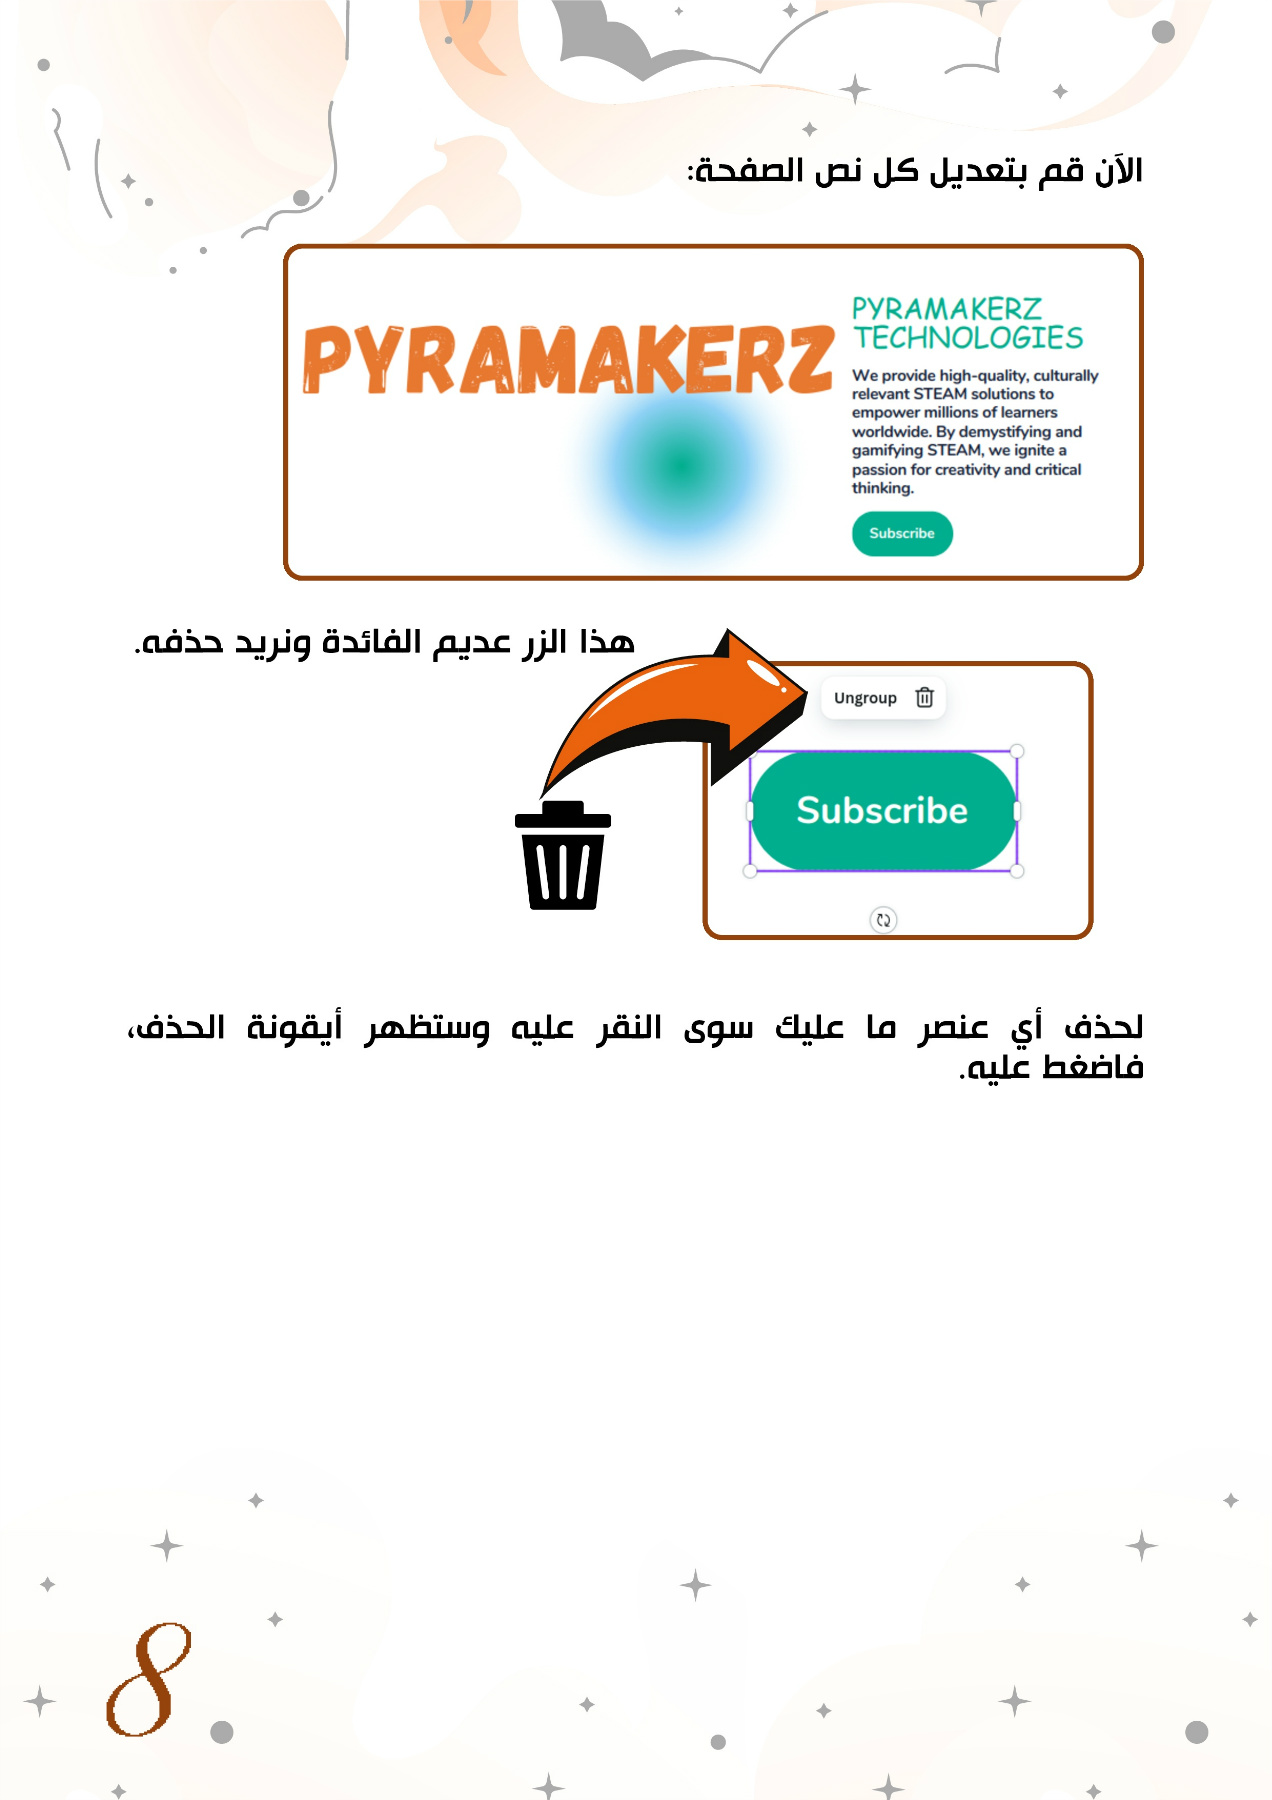 الآن قم بتعديل كل نص الصفحة:
PYRAMAKERZ
PYRAMAKERZ
TECHNOLOGIES
We provide high-quality, culturally
relevant STEAM solutions to
empower millions of learners
worldwide. By demystifying and
gamifying STEAM, we ignite a
passion for creativity and critical
thinking.
Subscribe
هذا الزر عديم الفائدة ونريد حذفه.
Ungroup
Subscribe
لحذف أي عنصر ما عليك سوى النقر عليه وستظهر أيقونة الحذف،
فاضغط عليه.
8